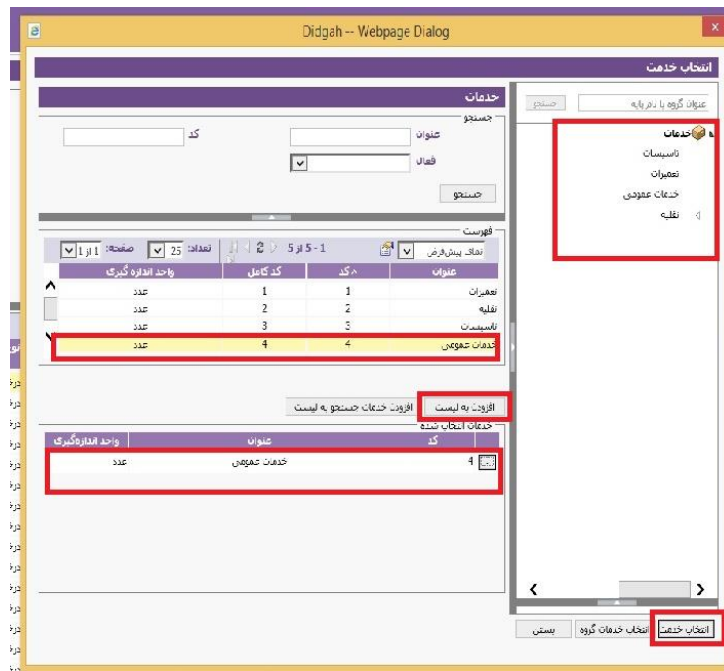 Didgah -- Webpage Dialog
x
انتخاب خدمت
عنوان گروه یا نام پایه
جستجو
خدمات
تاسیسات
تعمیرات
خدمات عمومی
نقلیه
خدمات
جستجو
عنوان
کد
فعال
جستجو
فهرست
نمای پیش‌فرض
1 - 5 از 5
تعداد: 25
صفحه: 1 از 1
عنوان کد کد کامل واحد اندازه گیری
تعمیرات 1 1 عدد
نقلیه 2 2 عدد
تاسیسات 3 3 عدد
خدمات عمومی 4 4 عدد
افزودن به لیست
افزودن خدمات جستجو به لیست
خدمات انتخاب شده
کد عنوان واحد اندازه‌گیری
4 خدمات عمومی عدد
انتخاب خدمت
انتخاب خدمات گروه
بستن